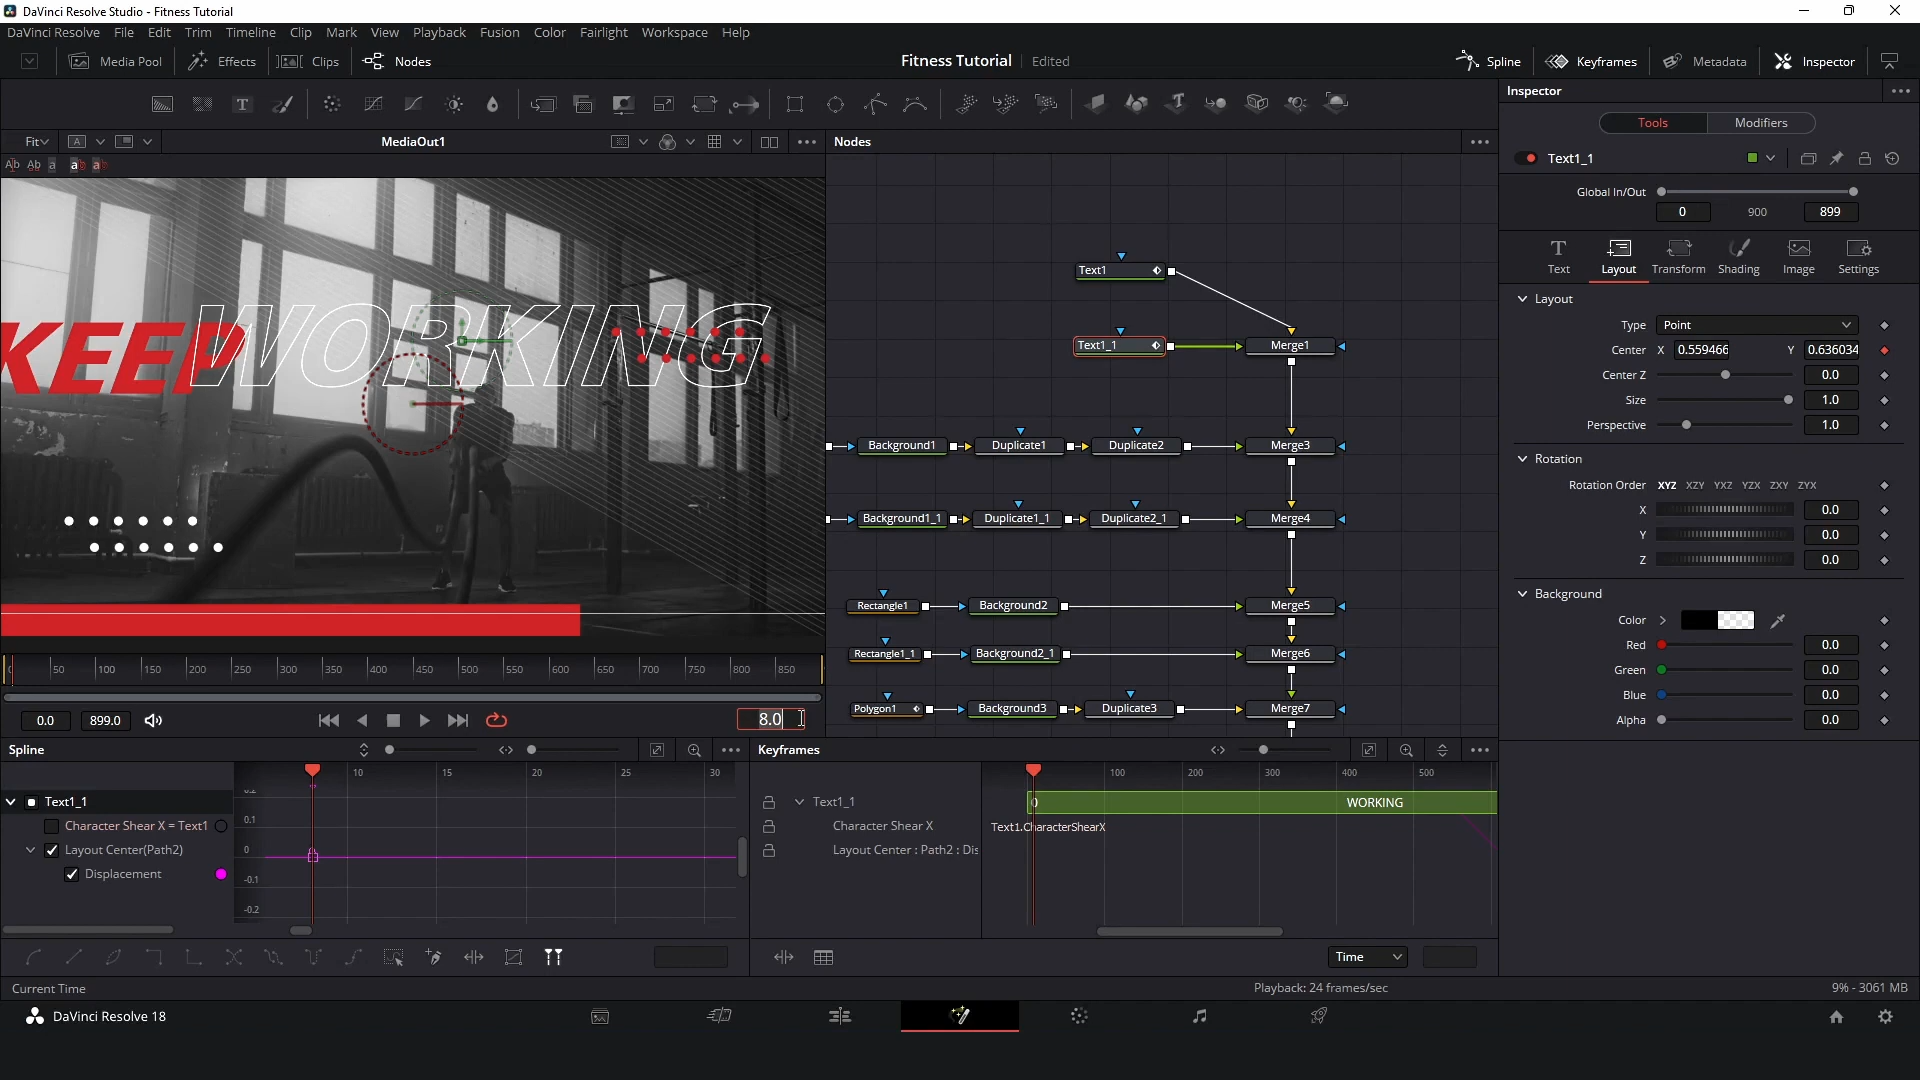 DaVinci Resolve Studio - Fitness Tutorial
DaVinci Resolve File Edit Trim Timeline Clip Mark View Playback Fusion Color Fairlight Workspace Help
Media Pool Effects Clips Nodes Fitness Tutorial Edited Spline Keyframes Metadata Inspector
Inspector
Tools Modifiers
Fit MediaOut1 Nodes
Text1_1
Global In/Out
0 900 899
Text Layout Transform Shading Image Settings
Layout
Type Point
Center X 0.559466 Y 0.636034
Center Z 0.0
Size 1.0
Perspective 1.0
Rotation
Rotation Order XYZ XZY YXZ YZX ZXY ZYX
X 0.0
Y 0.0
Z 0.0
Background
Color
Red 0.0
Green 0.0
Blue 0.0
Alpha 0.0
KEEP WORKING
Text1
Text1_1 Merge1
Background1 Duplicate1 Duplicate2 Merge3
Background1_1 Duplicate1_1 Duplicate2_1 Merge4
Rectangle1 Background2 Merge5
Rectangle1_1 Background2_1 Merge6
Polygon1 Background3 Duplicate3 Merge7
50 100 150 200 250 300 350 400 450 500 550 600 650 700 750 800 850
0.0 899.0 8.0
Spline
10 15 20 25 30
Text1_1
Character Shear X = Text1
Layout Center(Path2)
Displacement
0.2
0.1
0
-0.1
-0.2
Keyframes
100 200 300 400 500
Text1_1 0 WORKING
Character Shear X Text1.CharacterShearX
Layout Center : Path2 : Dis
Time
Current Time Playback: 24 frames/sec 9% - 3061 MB
DaVinci Resolve 18